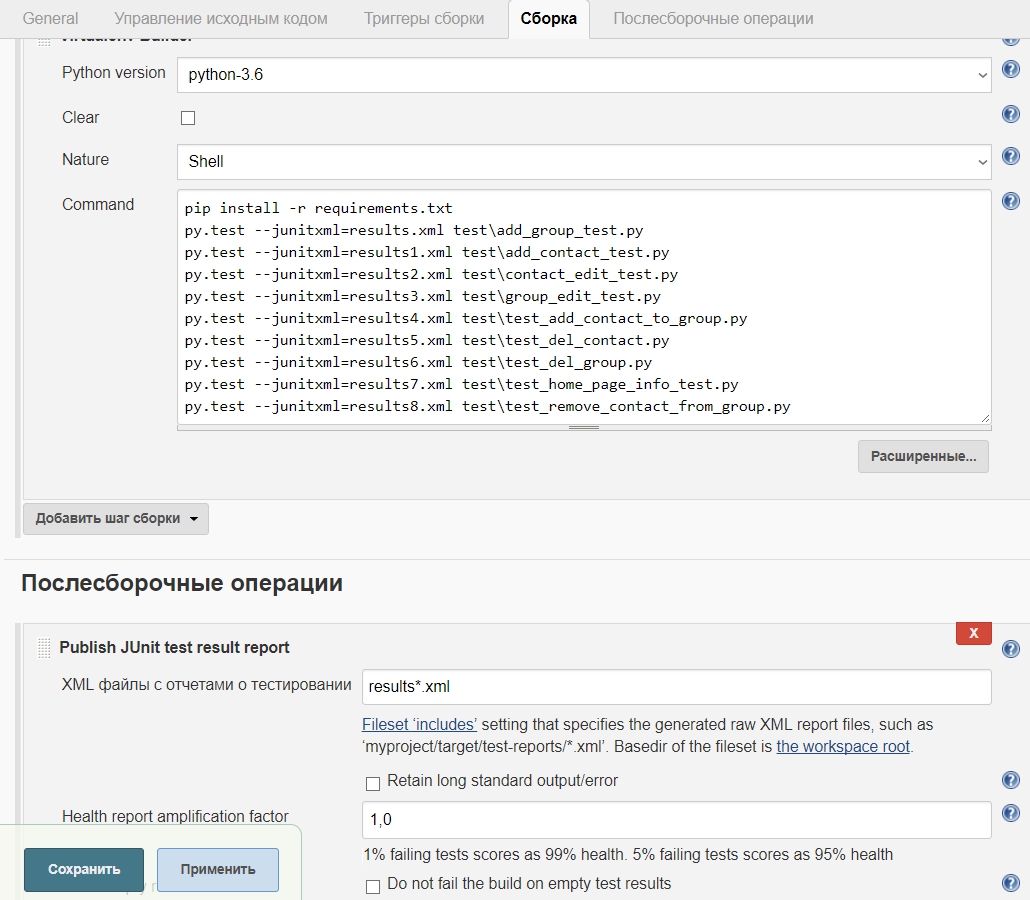 General Управление исходным кодом Триггеры сборки Сборка Послесборочные операции
Virtualenv Builder
Python version python-3.6
Clear
Nature Shell
Command
pip install -r requirements.txt
py.test --junitxml=results.xml test\add_group_test.py
py.test --junitxml=results1.xml test\add_contact_test.py
py.test --junitxml=results2.xml test\contact_edit_test.py
py.test --junitxml=results3.xml test\group_edit_test.py
py.test --junitxml=results4.xml test\test_add_contact_to_group.py
py.test --junitxml=results5.xml test\test_del_contact.py
py.test --junitxml=results6.xml test\test_del_group.py
py.test --junitxml=results7.xml test\test_home_page_info_test.py
py.test --junitxml=results8.xml test\test_remove_contact_from_group.py
Расширенные...
Добавить шаг сборки
Послесборочные операции
X
Publish JUnit test result report
XML файлы с отчетами о тестировании results*.xml
Fileset ‘includes’ setting that specifies the generated raw XML report files, such as
‘myproject/target/test-reports/*.xml’. Basedir of the fileset is the workspace root.
Retain long standard output/error
Health report amplification factor 1,0
1% failing tests scores as 99% health. 5% failing tests scores as 95% health
Do not fail the build on empty test results
Сохранить Применить